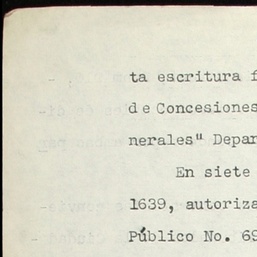 ta escritura f
de Concesiones
nerales" Depar
En siete
1639, autoriza
Público No. 69